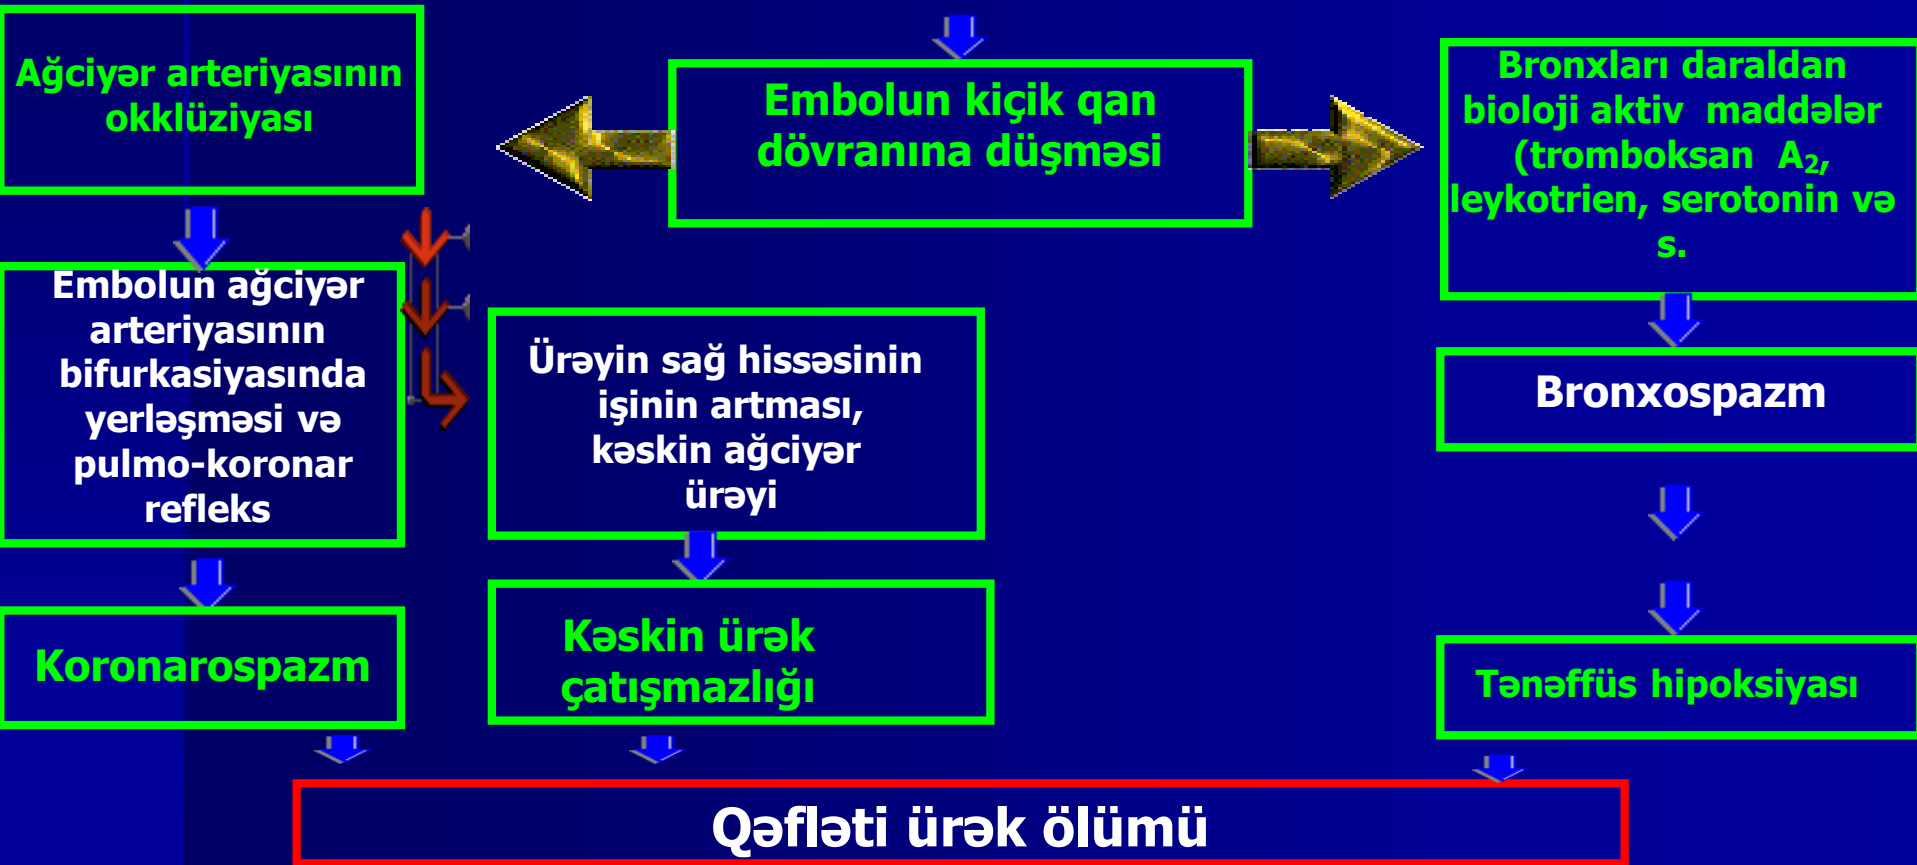 Ağciyər arteriyasının
okklüziyası
Embolun kiçik qan
dövranına düşməsi
Bronxları daraldan
bioloji aktiv maddələr
(tromboksan A₂,
leykotrien, serotonin və
s.
Embolun ağciyər
arteriyasının
bifurkasiyasında
yerləşməsi və
pulmo-koronar
refleks
Ürəyin sağ hissəsinin
işinin artması,
kəskin ağciyər
ürəyi
Bronxospazm
Koronarospazm
Kəskin ürək
çatışmazlığı
Tənəffüs hipoksiyası
Qəfləti ürək ölümü